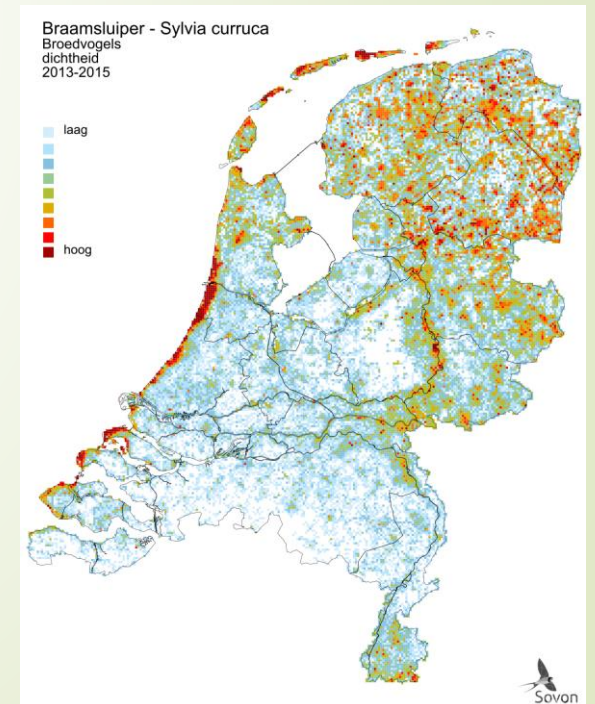 Braamsluiper - Sylvia curruca
Broedvogels
dichtheid
2013-2015
laag
hoog
Sovon